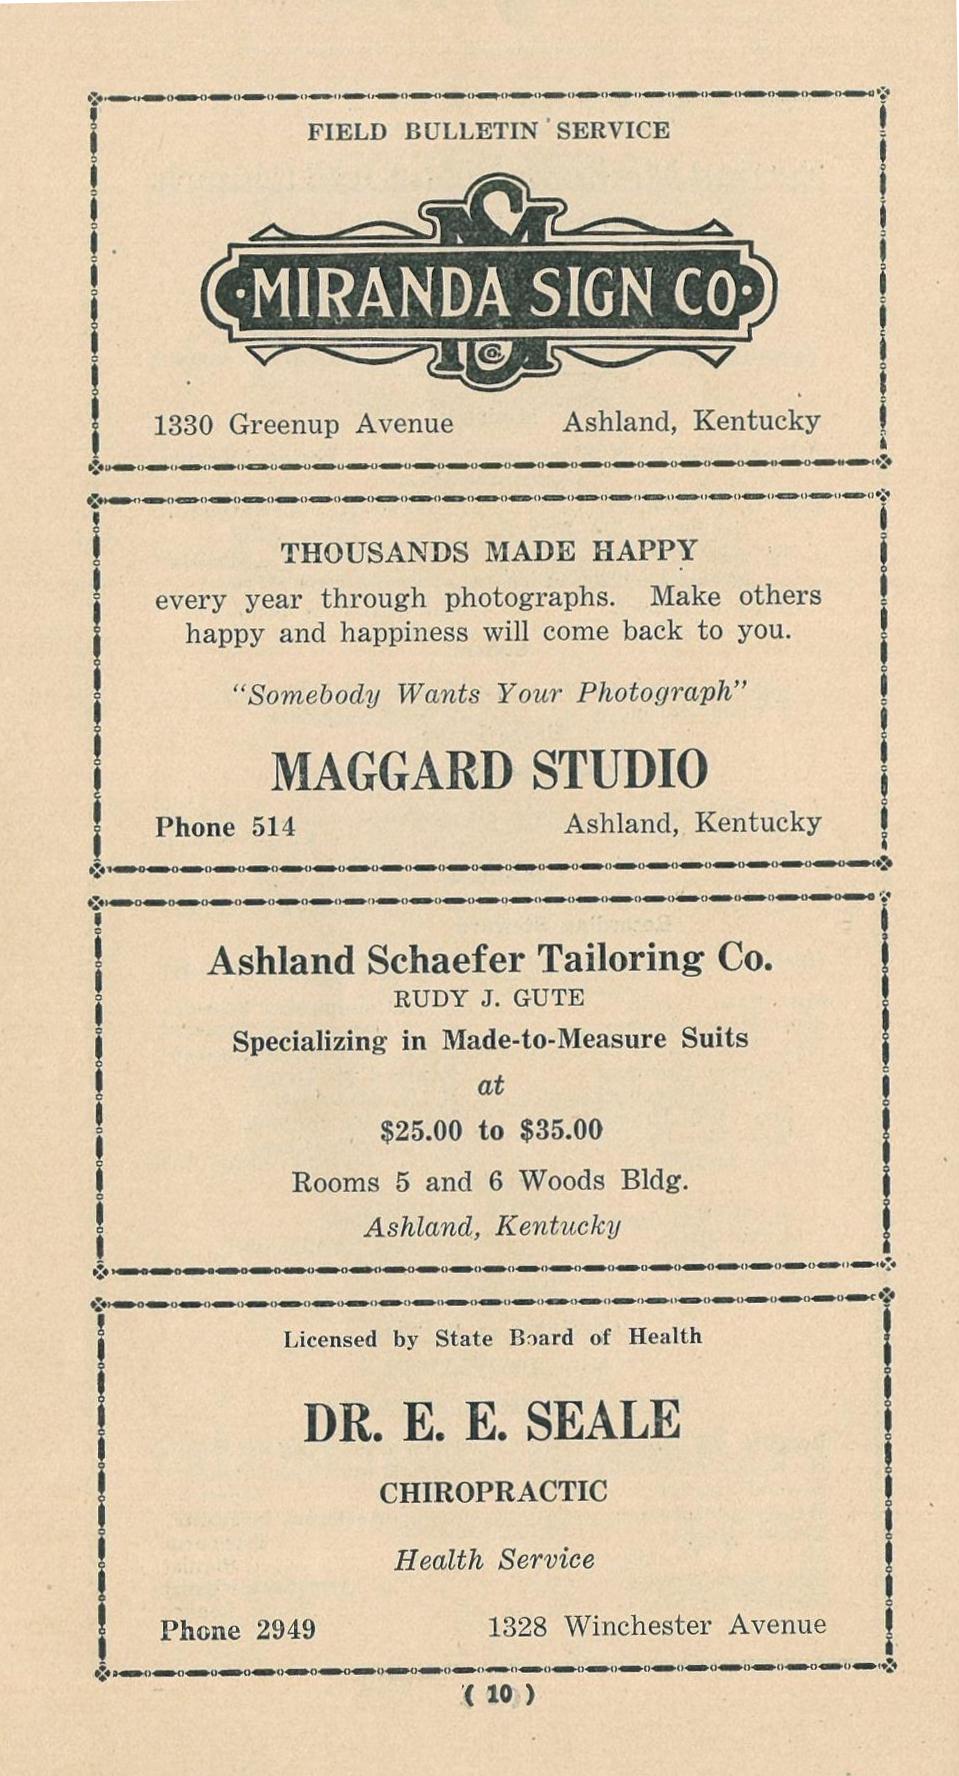 FIELD BULLETIN SERVICE
MS
MIRANDA SIGN CO.
Co.
1330 Greenup Avenue Ashland, Kentucky
THOUSANDS MADE HAPPY
every year through photographs. Make others
happy and happiness will come back to you.
"Somebody Wants Your Photograph"
MAGGARD STUDIO
Phone 514 Ashland, Kentucky
Ashland Schaefer Tailoring Co.
RUDY J. GUTE
Specializing in Made-to-Measure Suits
at
$25.00 to $35.00
Rooms 5 and 6 Woods Bldg.
Ashland, Kentucky
Licensed by State Board of Health
DR. E. E. SEALE
CHIROPRACTIC
Health Service
Phone 2949 1328 Winchester Avenue
( 10 )